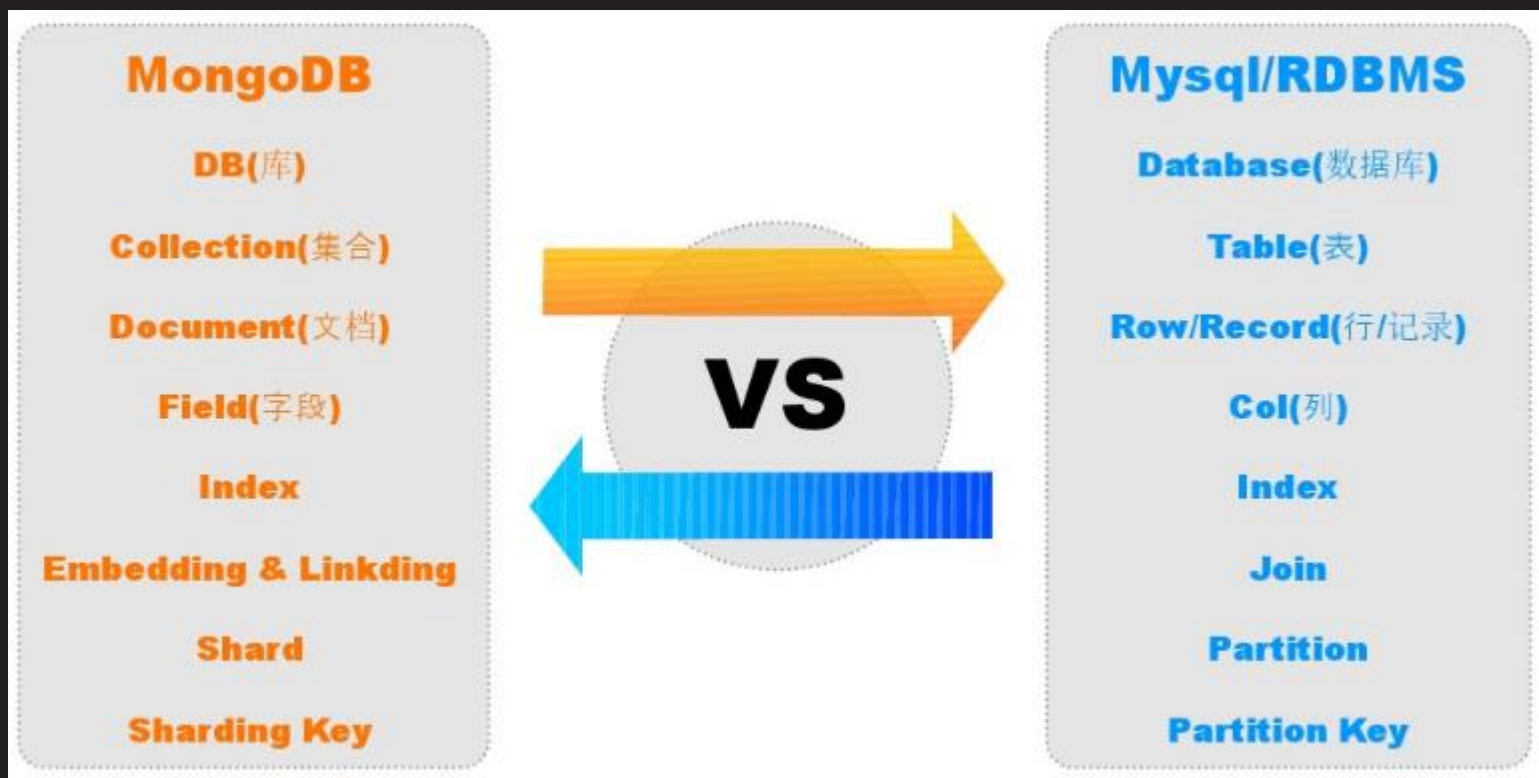 MongoDB
DB(库)
Collection(集合)
Document(文档)
Field(字段)
Index
Embedding & Linkding
Shard
Sharding Key
VS
Mysql/RDBMS
Database(数据库)
Table(表)
Row/Record(行/记录)
Col(列)
Index
Join
Partition
Partition Key